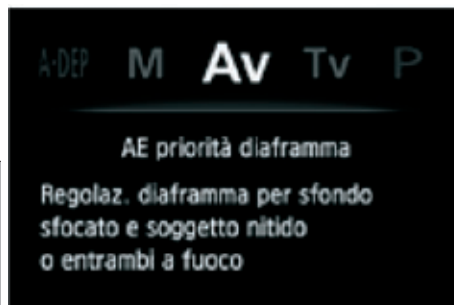 A-DEP M Av Tv P
AE priorità diaframma
Regolaz. diaframma per sfondo
sfocato e soggetto nitido
o entrambi a fuoco